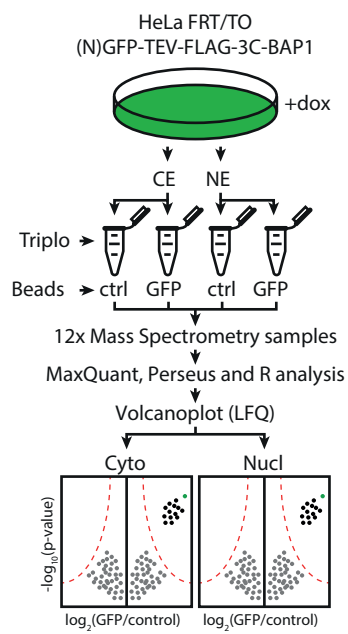 HeLa FRT/TO
(N)GFP-TEV-FLAG-3C-BAP1
+dox
CE NE
Triplo
Beads ctrl GFP ctrl GFP
12x Mass Spectrometry samples
MaxQuant, Perseus and R analysis
Volcanoplot (LFQ)
Cyto Nucl
-log10(p-value)
log2(GFP/control) log2(GFP/control)